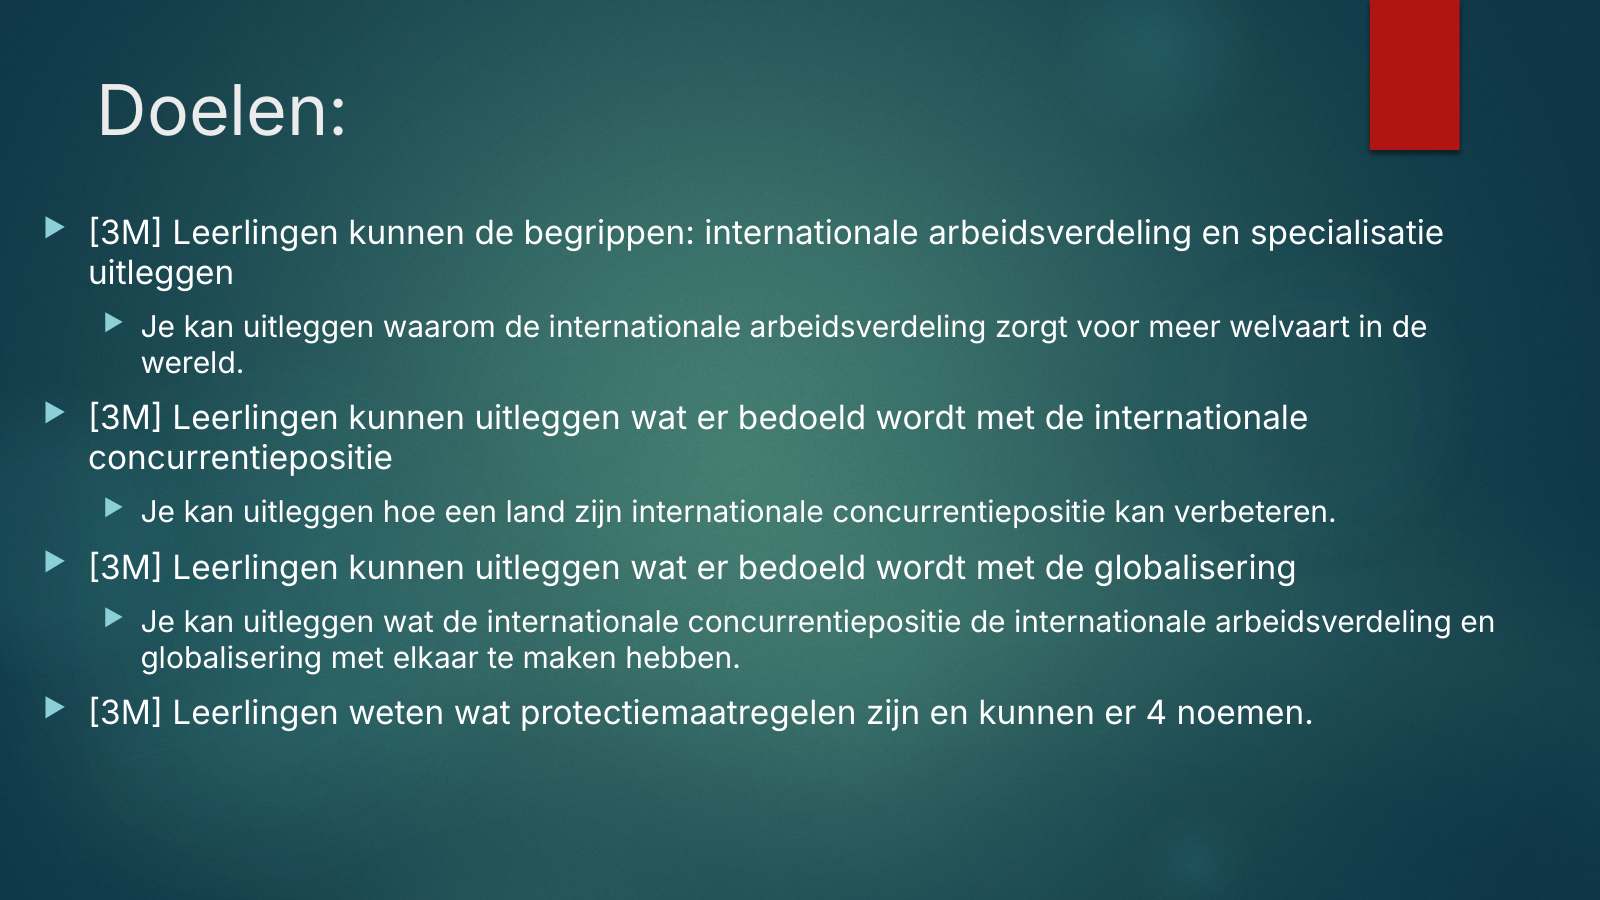 Doelen:
[3M] Leerlingen kunnen de begrippen: internationale arbeidsverdeling en specialisatie
uitleggen
Je kan uitleggen waarom de internationale arbeidsverdeling zorgt voor meer welvaart in de
wereld.
[3M] Leerlingen kunnen uitleggen wat er bedoeld wordt met de internationale
concurrentiepositie
Je kan uitleggen hoe een land zijn internationale concurrentiepositie kan verbeteren.
[3M] Leerlingen kunnen uitleggen wat er bedoeld wordt met de globalisering
Je kan uitleggen wat de internationale concurrentiepositie de internationale arbeidsverdeling en
globalisering met elkaar te maken hebben.
[3M] Leerlingen weten wat protectiemaatregelen zijn en kunnen er 4 noemen.